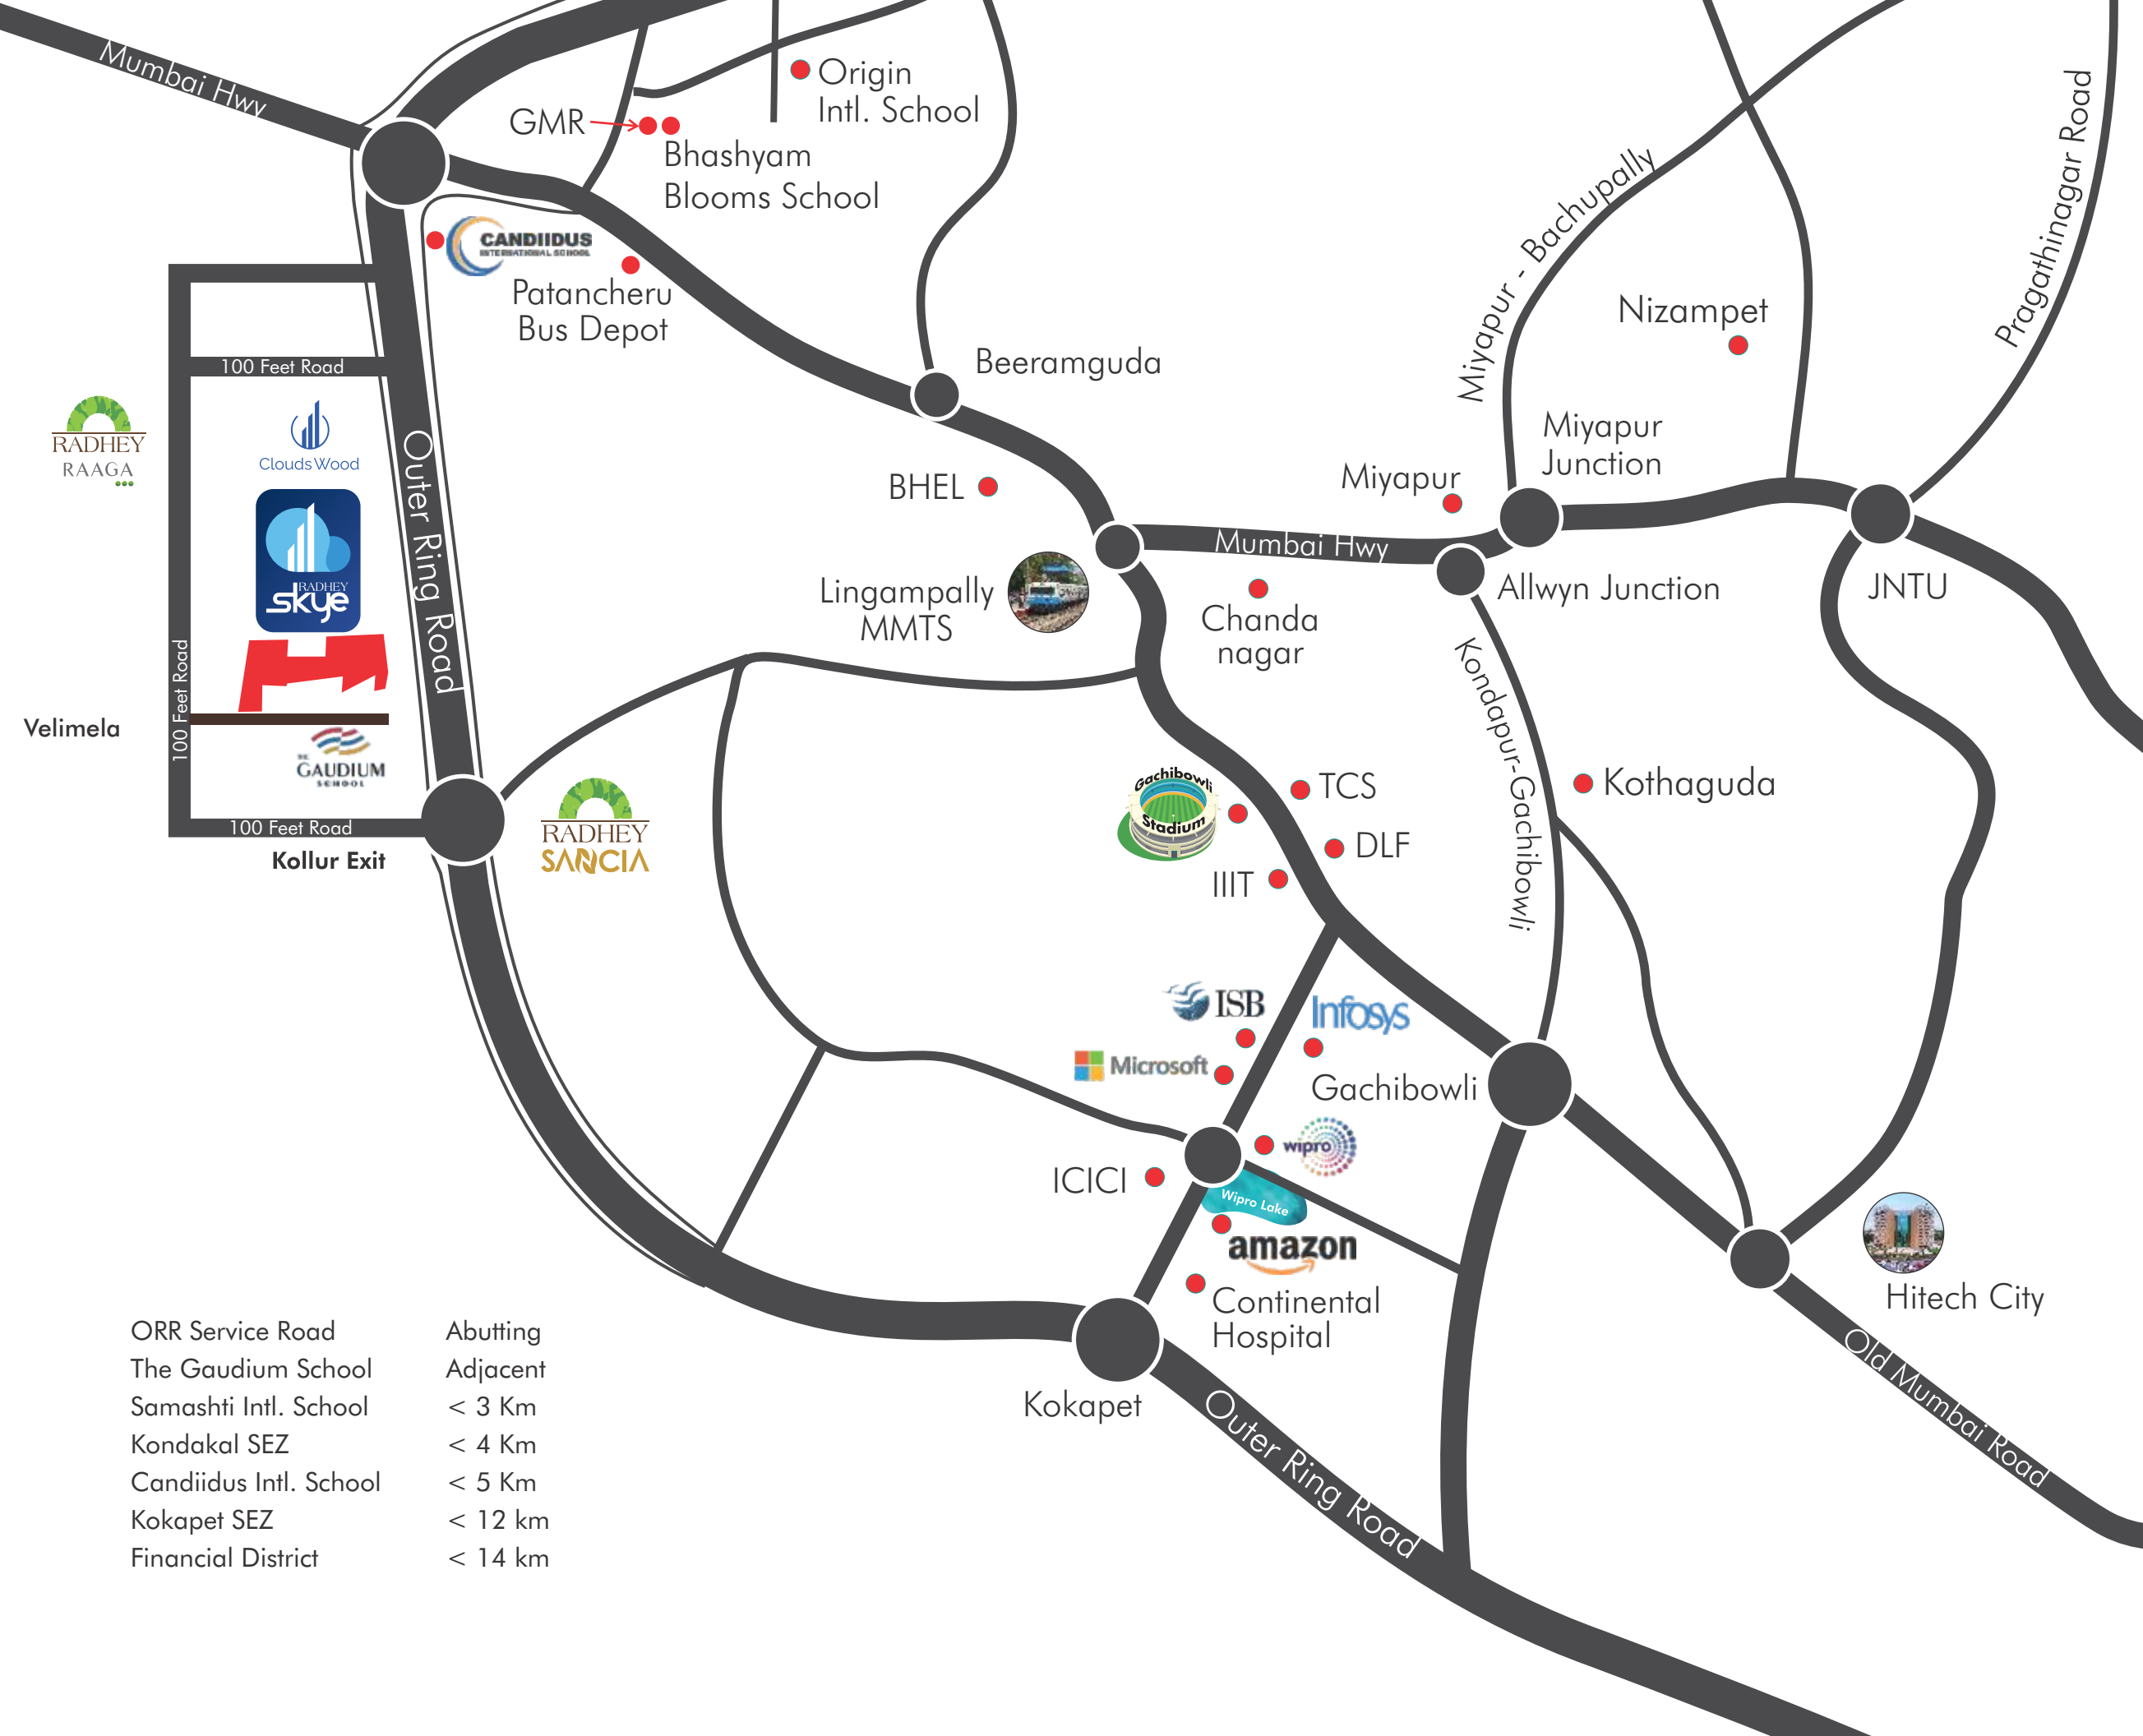 Mumbai Hwy
Origin
Intl. School
GMR
Bhashyam
Blooms School
CANDIIDUS
INTERNATIONAL SCHOOL
Patancheru
Bus Depot
Miyapur - Bachupally
Pragathinagar Road
Nizampet
Beeramguda
100 Feet Road
RADHEY
RAAGA
Clouds Wood
Outer Ring Road
BHEL
Miyapur
Miyapur
Junction
Mumbai Hwy
RADHEY
skye
Lingampally
MMTS
Chanda
nagar
Allwyn Junction
JNTU
Kondapur-Gachibowli
100 Feet Road
Velimela
THE
GAUDIUM
SCHOOL
100 Feet Road
Kollur Exit
RADHEY
SANCIA
Gachibowli
Stadium
TCS
DLF
IIIT
Kothaguda
ISB
Infosys
Microsoft
Gachibowli
wipro
ICICI
Wipro Lake
amazon
Continental
Hospital
Hitech City
Kokapet
Outer Ring Road
Old Mumbai Road
ORR Service Road Abutting
The Gaudium School Adjacent
Samashti Intl. School < 3 Km
Kondakal SEZ < 4 Km
Candiidus Intl. School < 5 Km
Kokapet SEZ < 12 km
Financial District < 14 km